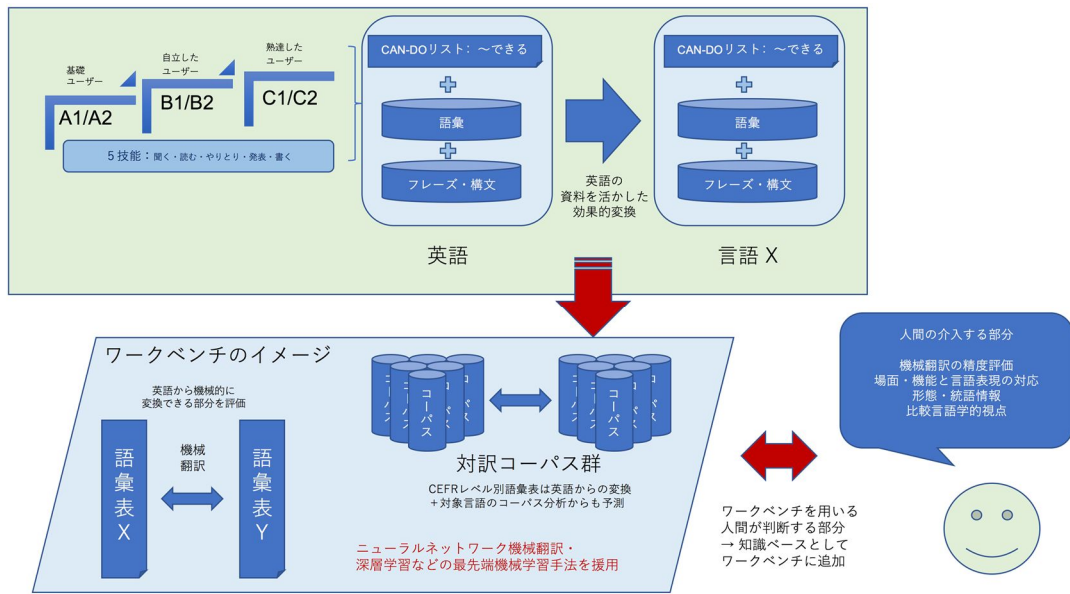 基礎
ユーザー
自立した
ユーザー
熟達した
ユーザー
A1/A2
B1/B2
C1/C2
5技能：聞く・読む・やりとり・発表・書く
CAN-DOリスト：～できる
語彙
フレーズ・構文
英語
英語の
資料を活かした
効果的変換
CAN-DOリスト：～できる
語彙
フレーズ・構文
言語 X
ワークベンチのイメージ
英語から機械的に
変換できる部分を評価
語彙表X
機械
翻訳
語彙表Y
コーパス
コーパス
対訳コーパス群
CEFRレベル別語彙表は英語からの変換
＋対象言語のコーパス分析からも予測
ニューラルネットワーク機械翻訳・
深層学習などの最先端機械学習手法を援用
人間の介入する部分
機械翻訳の精度評価
場面・機能と言語表現の対応
形態・統語情報
比較言語学的視点
ワークベンチを用いる
人間が判断する部分
→ 知識ベースとして
ワークベンチに追加